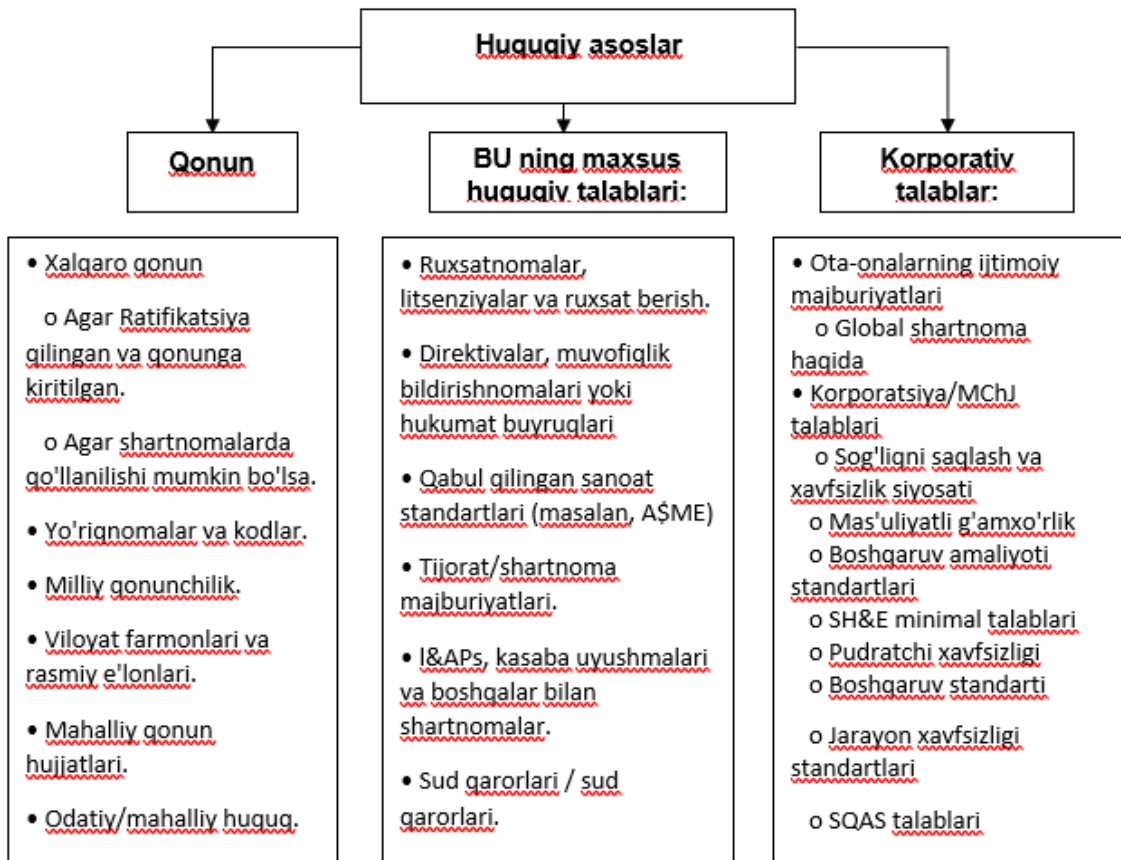 Huquqiy asoslar
Qonun
BU ning maxsus
huquqiy talablari:
Korporativ
talablar:
• Xalqaro qonun
o Agar Ratifikatsiya
qilingan va qonunga
kiritilgan.
o Agar shartnomalarda
qo'llanilishi mumkin bo'lsa.
• Yo'riqnomalar va kodlar.
• Milliy qonunchilik.
• Viloyat farmonlari va
rasmiy e'lonlari.
• Mahalliy qonun
hujjatlari.
• Odatiy/mahalliy huquq.
• Ruxsatnomalar,
litsenziyalar va ruxsat berish.
• Direktivalar, muvofiqlik
bildirishnomalari yoki
hukumat buyruqlari
• Qabul qilingan sanoat
standartlari (masalan, A$ME)
• Tijorat/shartnoma
majburiyatlari.
• l&APs, kasaba uyushmalari
va boshqalar bilan
shartnomalar.
• Sud qarorlari / sud
qarorlari.
• Ota-onalarning ijtimoiy
majburiyatlari
o Global shartnoma
haqida
• Korporatsiya/MChJ
talablari
o Sog'liqni saqlash va
xavfsizlik siyosati
o Mas'uliyatli g'amxo'rlik
o Boshqaruv amaliyoti
standartlari
o SH&E minimal talablari
o Pudratchi xavfsizligi
o Boshqaruv standarti
o Jarayon xavfsizligi
standartlari
o SQAS talablari